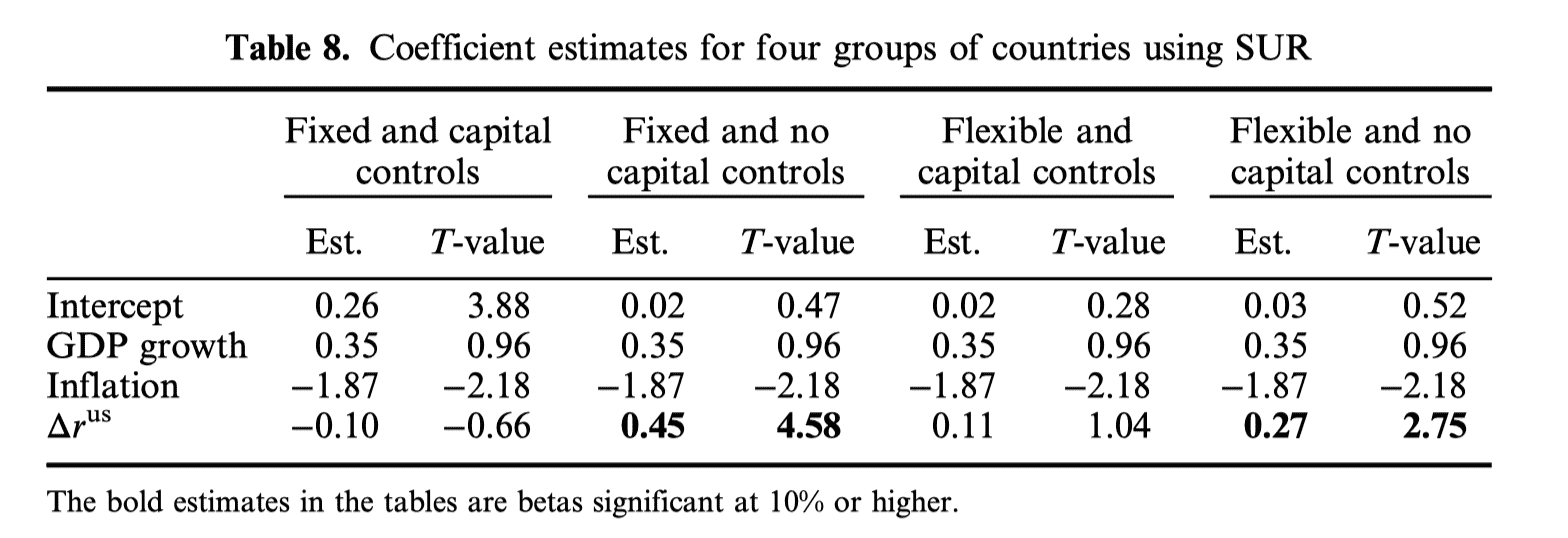 Table 8. Coefficient estimates for four groups of countries using SUR
Fixed and capital controls Fixed and no capital controls Flexible and capital controls Flexible and no capital controls
Est. T-value Est. T-value Est. T-value Est. T-value
Intercept 0.26 3.88 0.02 0.47 0.02 0.28 0.03 0.52
GDP growth 0.35 0.96 0.35 0.96 0.35 0.96 0.35 0.96
Inflation −1.87 −2.18 −1.87 −2.18 −1.87 −2.18 −1.87 −2.18
Δrᵘˢ −0.10 −0.66 0.45 4.58 0.11 1.04 0.27 2.75
The bold estimates in the tables are betas significant at 10% or higher.